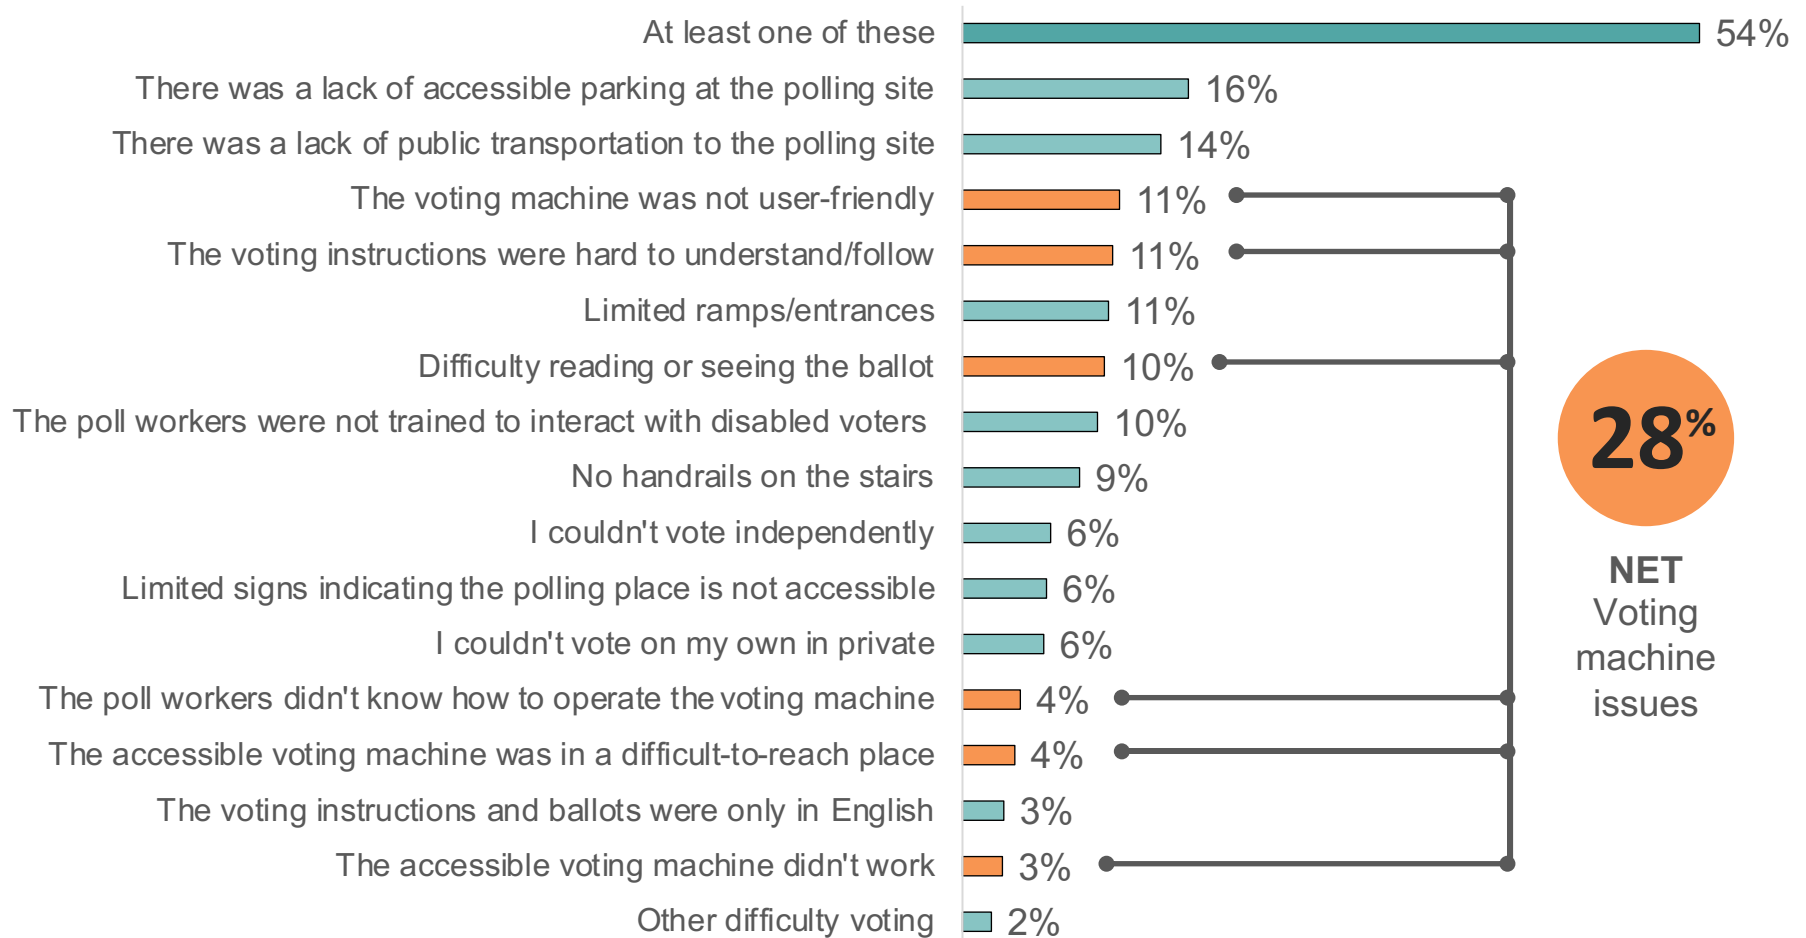 At least one of these 54%
There was a lack of accessible parking at the polling site 16%
There was a lack of public transportation to the polling site 14%
The voting machine was not user-friendly 11%
The voting instructions were hard to understand/follow 11%
Limited ramps/entrances 11%
Difficulty reading or seeing the ballot 10%
The poll workers were not trained to interact with disabled voters 10%
No handrails on the stairs 9%
I couldn't vote independently 6%
Limited signs indicating the polling place is not accessible 6%
I couldn't vote on my own in private 6%
The poll workers didn't know how to operate the voting machine 4%
The accessible voting machine was in a difficult-to-reach place 4%
The voting instructions and ballots were only in English 3%
The accessible voting machine didn't work 3%
Other difficulty voting 2%
28%
NET
Voting
machine
issues